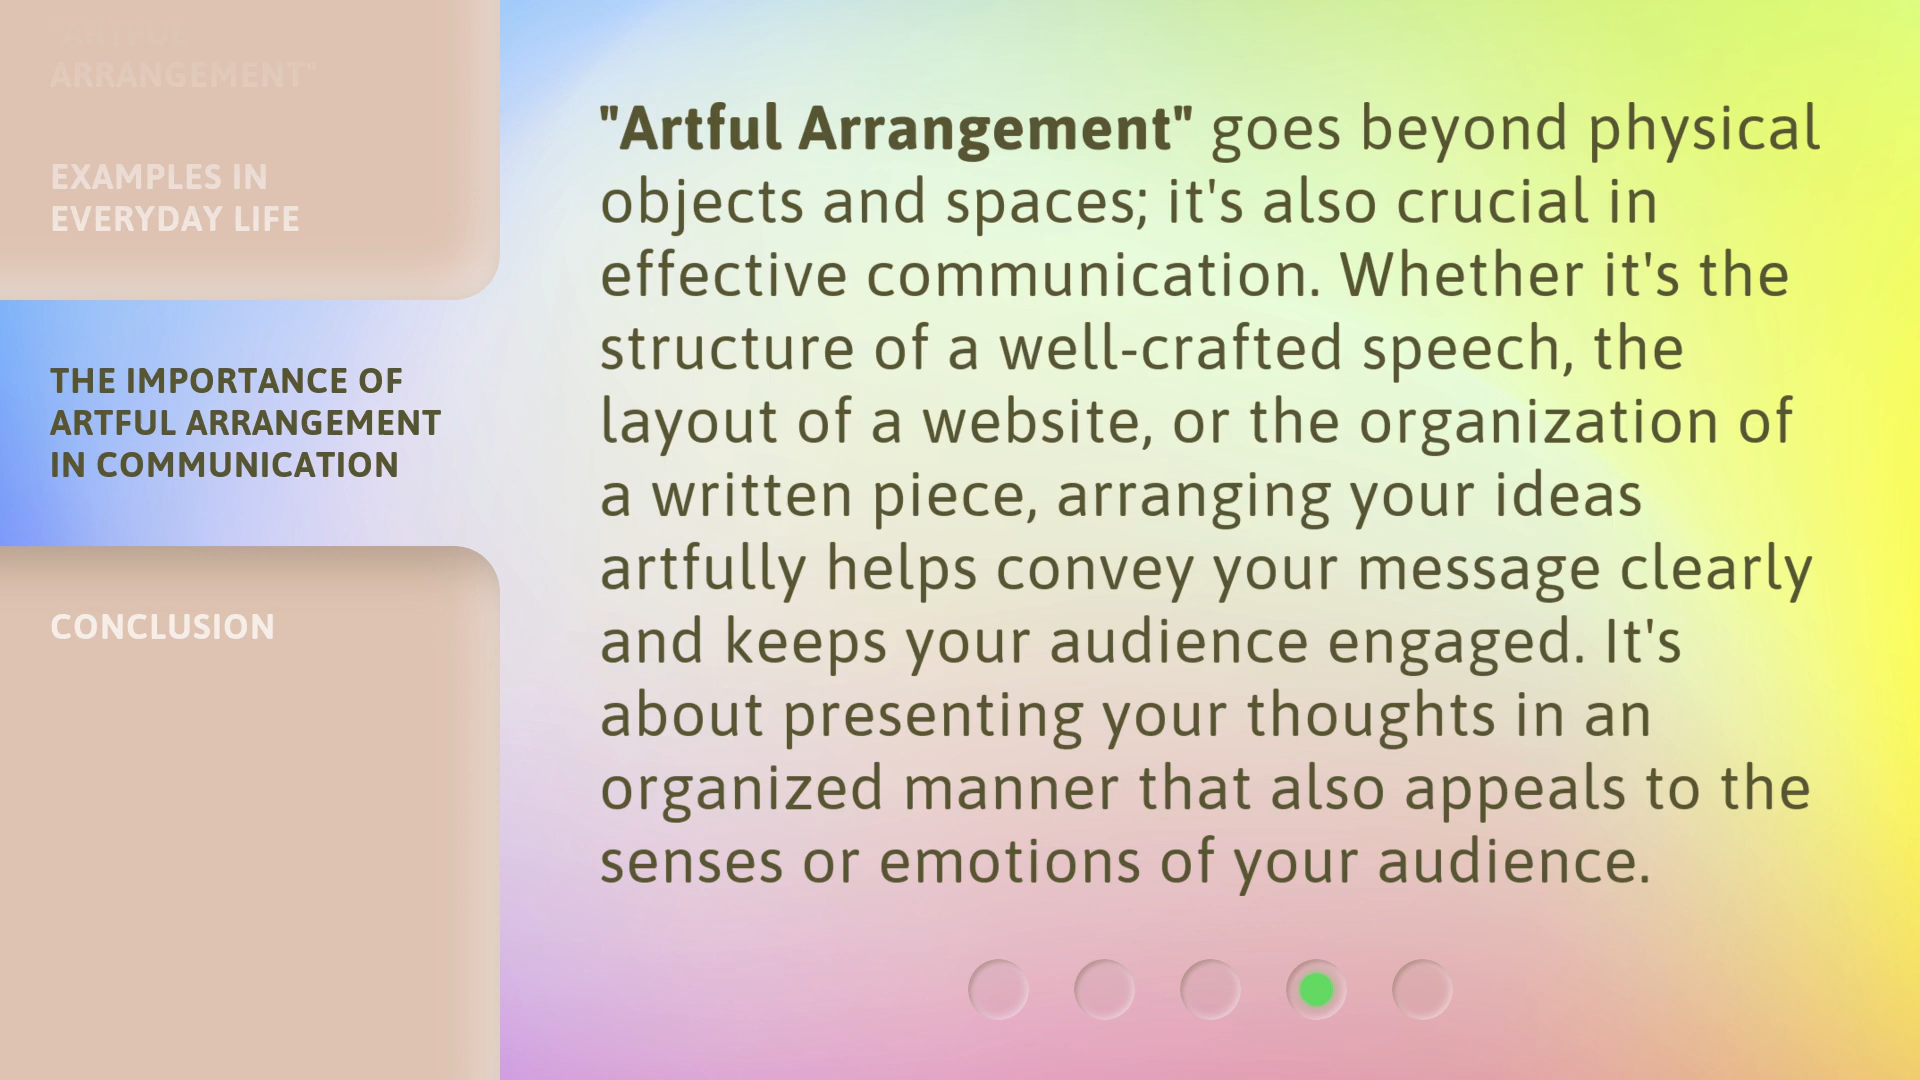 "ARTFUL
ARRANGEMENT"
EXAMPLES IN
EVERYDAY LIFE
THE IMPORTANCE OF
ARTFUL ARRANGEMENT
IN COMMUNICATION
CONCLUSION
"Artful Arrangement" goes beyond physical
objects and spaces; it's also crucial in
effective communication. Whether it's the
structure of a well-crafted speech, the
layout of a website, or the organization of
a written piece, arranging your ideas
artfully helps convey your message clearly
and keeps your audience engaged. It's
about presenting your thoughts in an
organized manner that also appeals to the
senses or emotions of your audience.